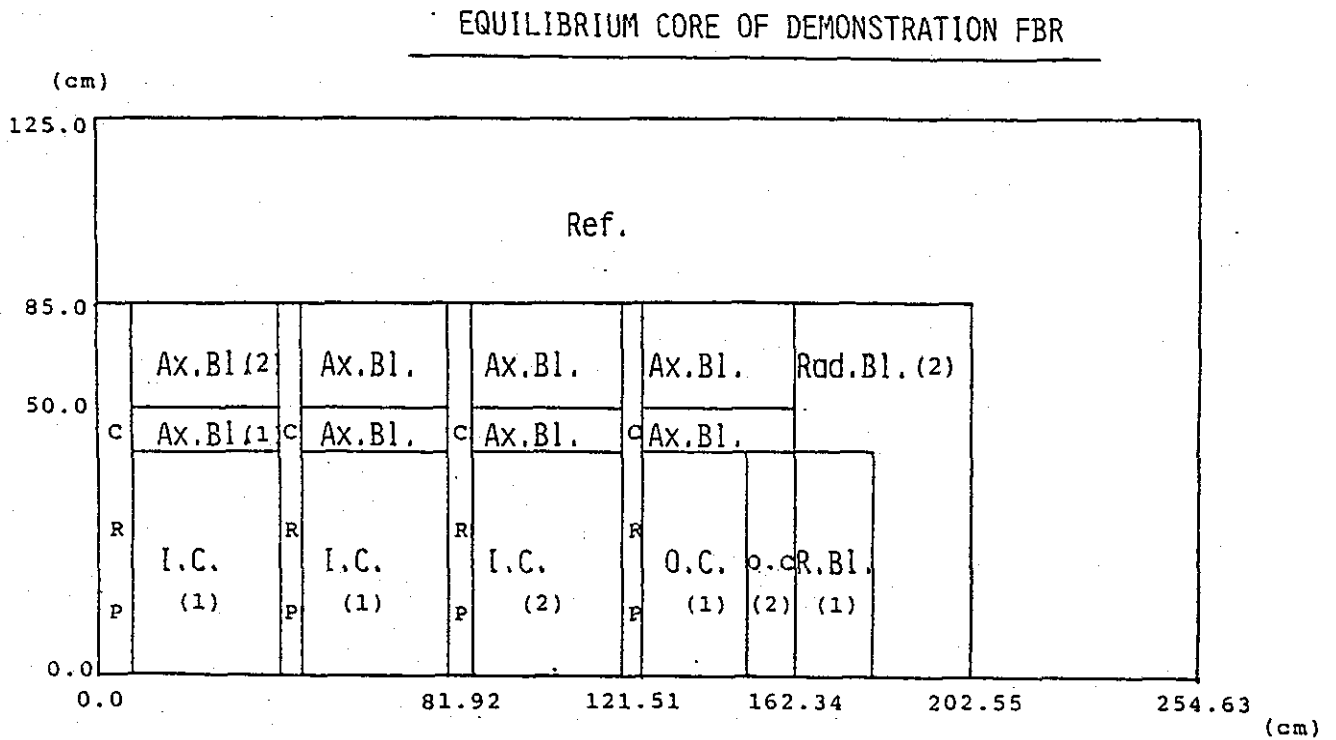 EQUILIBRIUM CORE OF DEMONSTRATION FBR
(cm)
125.0
Ref.
85.0
Ax.Bl.(2 Ax.Bl. Ax.Bl. Ax.Bl. Rad.Bl.(2)
50.0
C Ax.Bl.(1 C Ax.Bl. C Ax.Bl. C Ax.Bl.
R R R R
I.C. I.C. I.C. O.C. o.c R.Bl.
(1) (1) (2) (1) (2) (1)
P P P P
0.0
0.0 81.92 121.51 162.34 202.55 254.63
(cm)